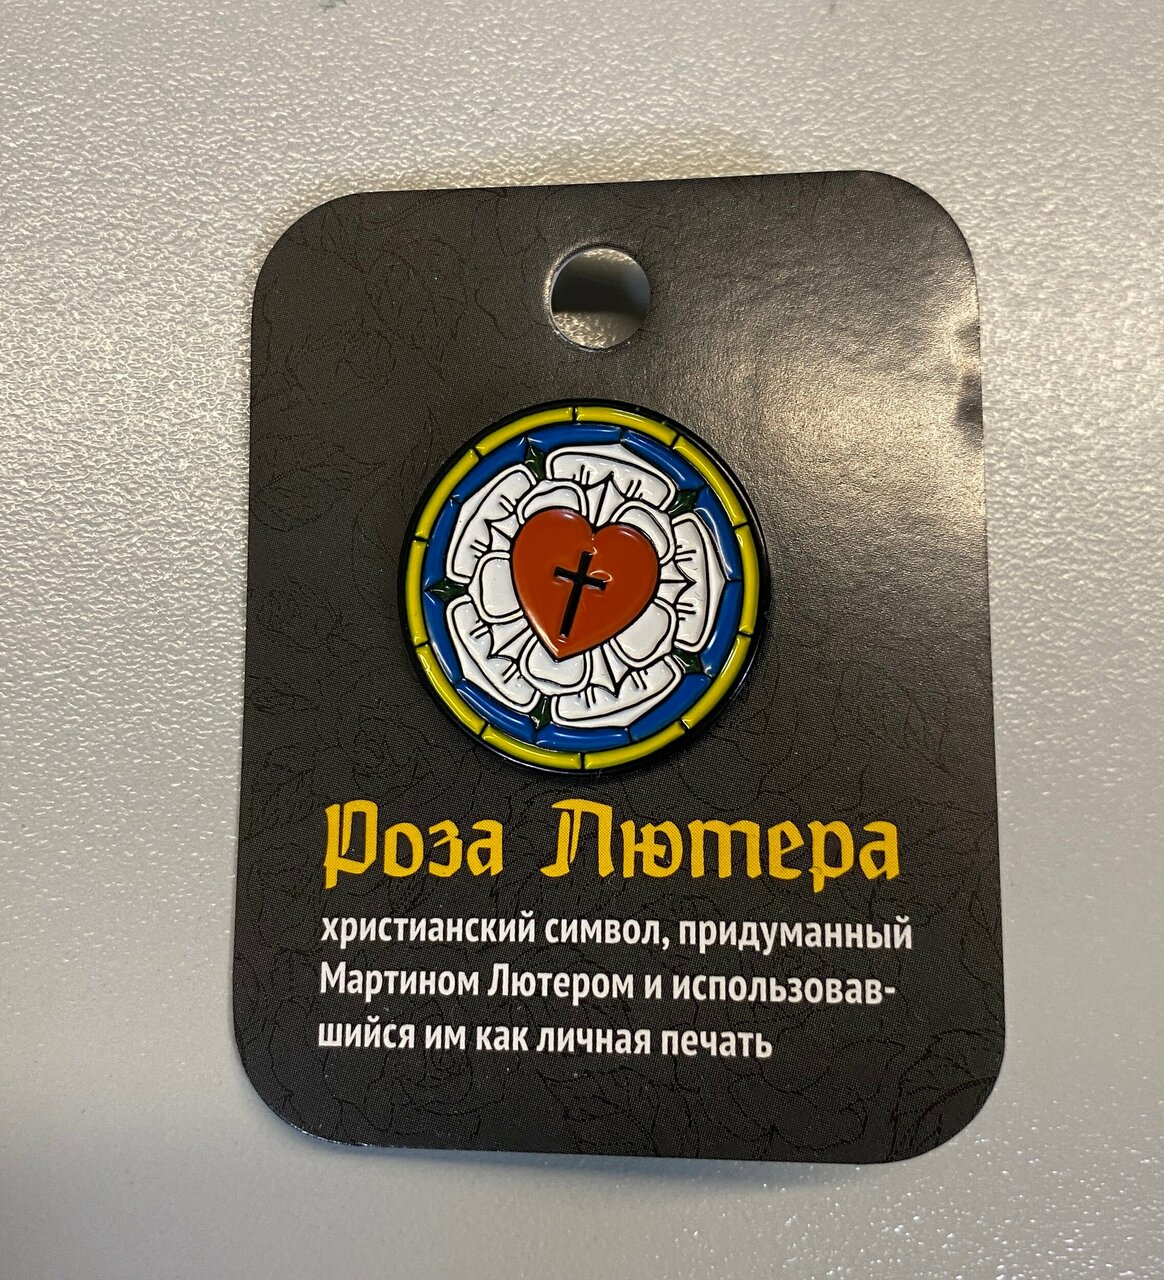 Роза Лютера
христианский символ, придуманный
Мартином Лютером и использовав-
шийся им как личная печать